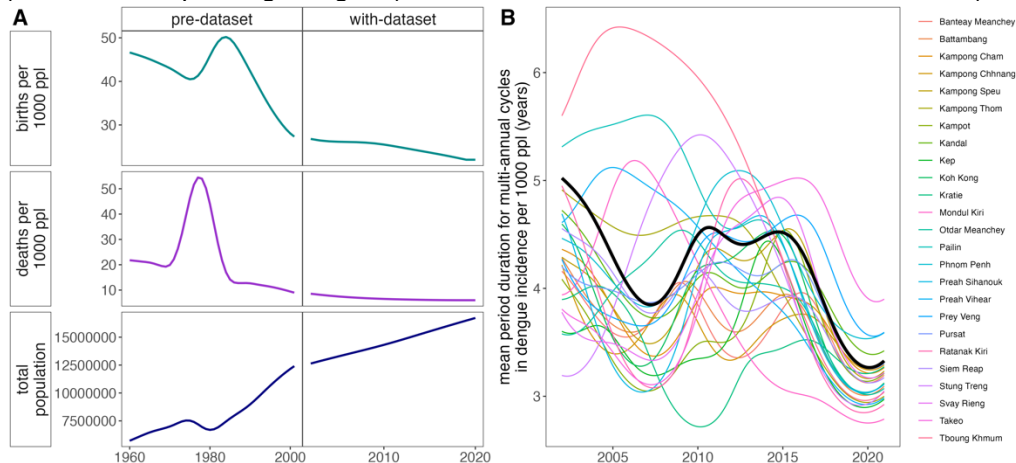 A
pre-dataset
with-dataset
births per
1000 ppl
50
40
30
deaths per
1000 ppl
50
40
30
20
10
total
population
15000000
12500000
10000000
7500000
1960
1980
2000
2010
2020
B
mean period duration for multi-annual cycles
in dengue incidence per 1000 ppl (years)
6
5
4
3
2005
2010
2015
2020
Banteay Meanchey
Battambang
Kampong Cham
Kampong Chhnang
Kampong Speu
Kampong Thom
Kampot
Kandal
Kep
Koh Kong
Kratie
Mondul Kiri
Otdar Meanchey
Pailin
Phnom Penh
Preah Sihanouk
Preah Vihear
Prey Veng
Pursat
Ratanak Kiri
Siem Reap
Stung Treng
Svay Rieng
Takeo
Tboung Khmum